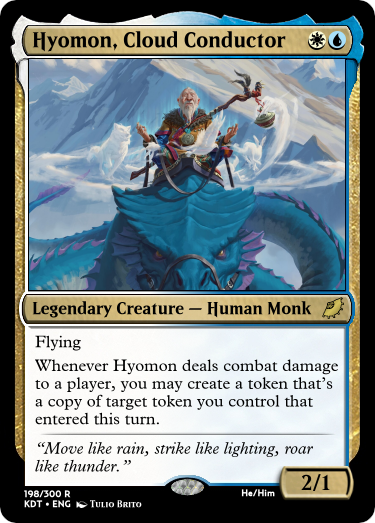 Hyomon, Cloud Conductor
Legendary Creature — Human Monk
Flying
Whenever Hyomon deals combat damage
to a player, you may create a token that's
a copy of target token you control that
entered this turn.
“Move like rain, strike like lighting, roar
like thunder.”
2/1
198/300 R
He/Him
KDT • ENG Tulio Brito